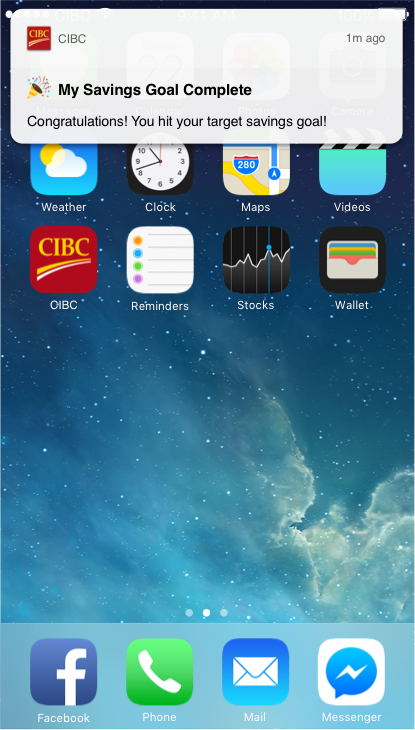 CIBC
CIBC 1m ago
My Savings Goal Complete
Congratulations! You hit your target savings goal!
280
Weather Clock Maps Videos
CIBC
CIBC Reminders Stocks Wallet
Facebook Phone Mail Messenger